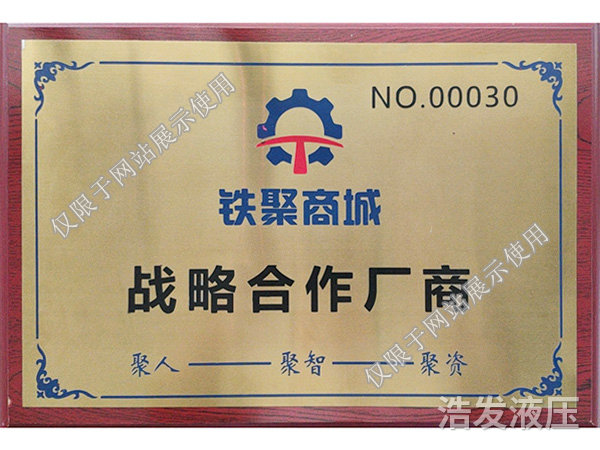 NO.00030
铁聚商城
战略合作厂商
聚人 —— 聚智 —— 聚资
仅限于网站展示使用
仅限于网站展示使用
浩发液压